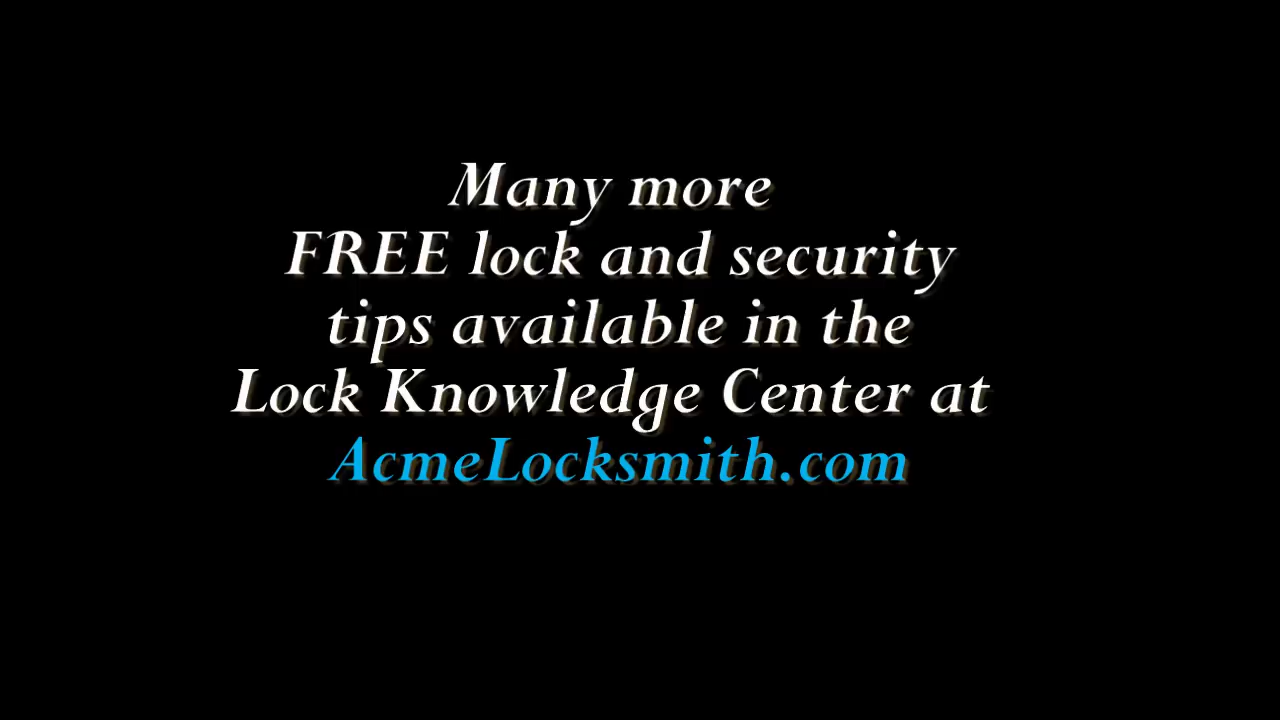 Many more
FREE lock and security
tips available in the
Lock Knowledge Center at
AcmeLocksmith.com